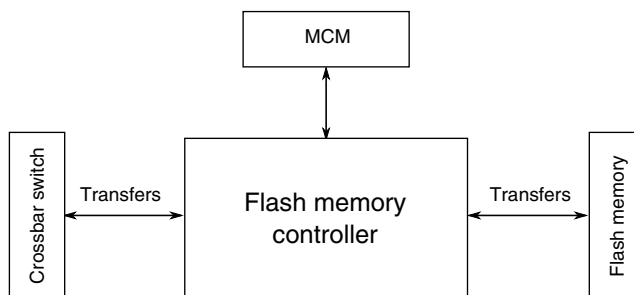 MCM
Crossbar switch
Transfers
Flash memory
controller
Transfers
Flash memory